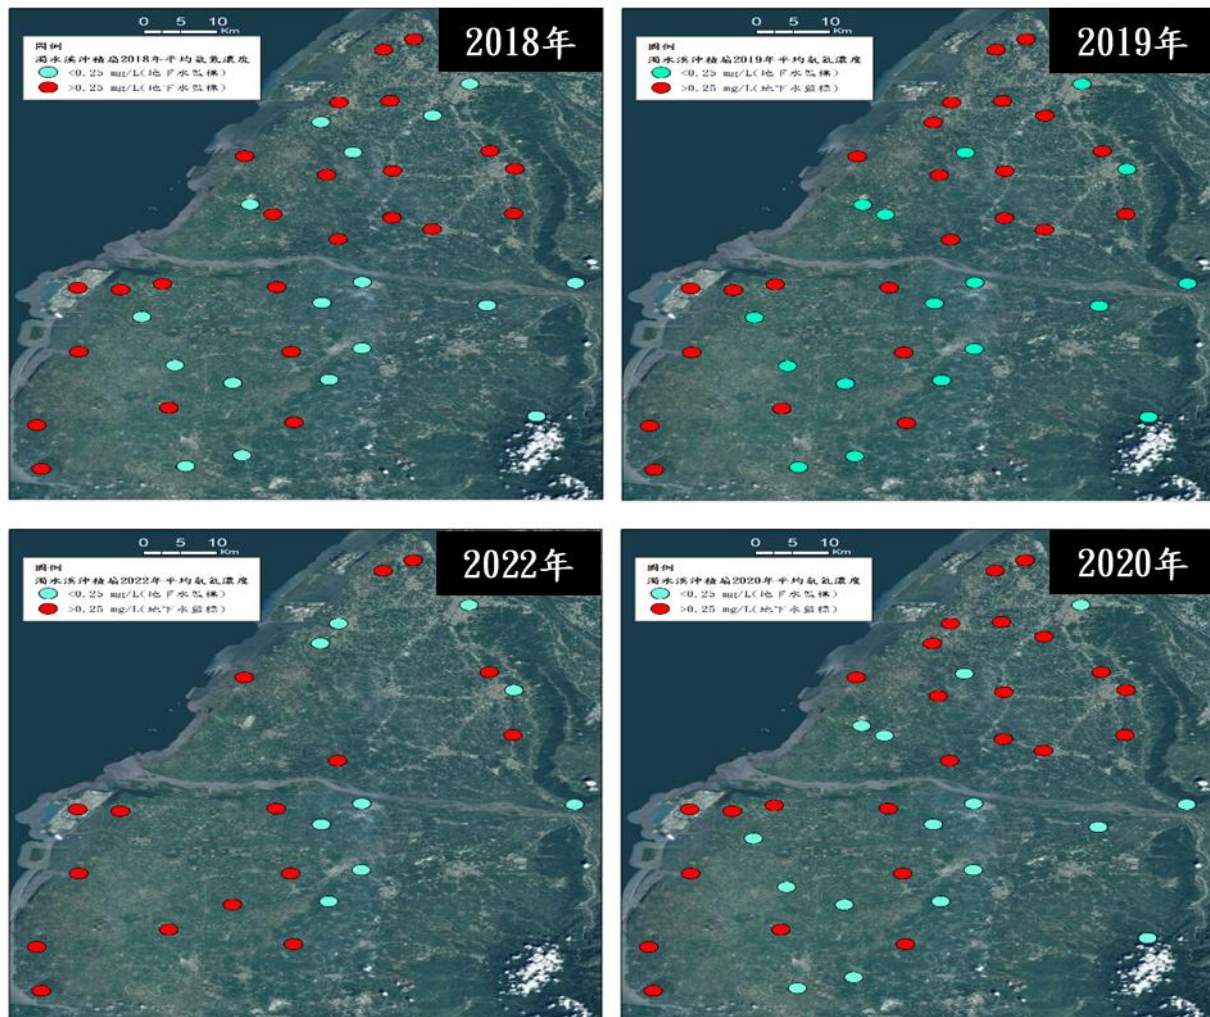 0 5 10
Km
2018年
圖例
濁水溪沖積扇2018年平均氨氮濃度
<0.25 mg/L(地下水監標)
>0.25 mg/L(地下水監標)
0 5 10
Km
2019年
圖例
濁水溪沖積扇2019年平均氨氮濃度
<0.25 mg/L(地下水監標)
>0.25 mg/L(地下水監標)
0 5 10
Km
2022年
圖例
濁水溪沖積扇2022年平均氨氮濃度
<0.25 mg/L(地下水監標)
>0.25 mg/L(地下水監標)
0 5 10
Km
2020年
圖例
濁水溪沖積扇2020年平均氨氮濃度
<0.25 mg/L(地下水監標)
>0.25 mg/L(地下水監標)